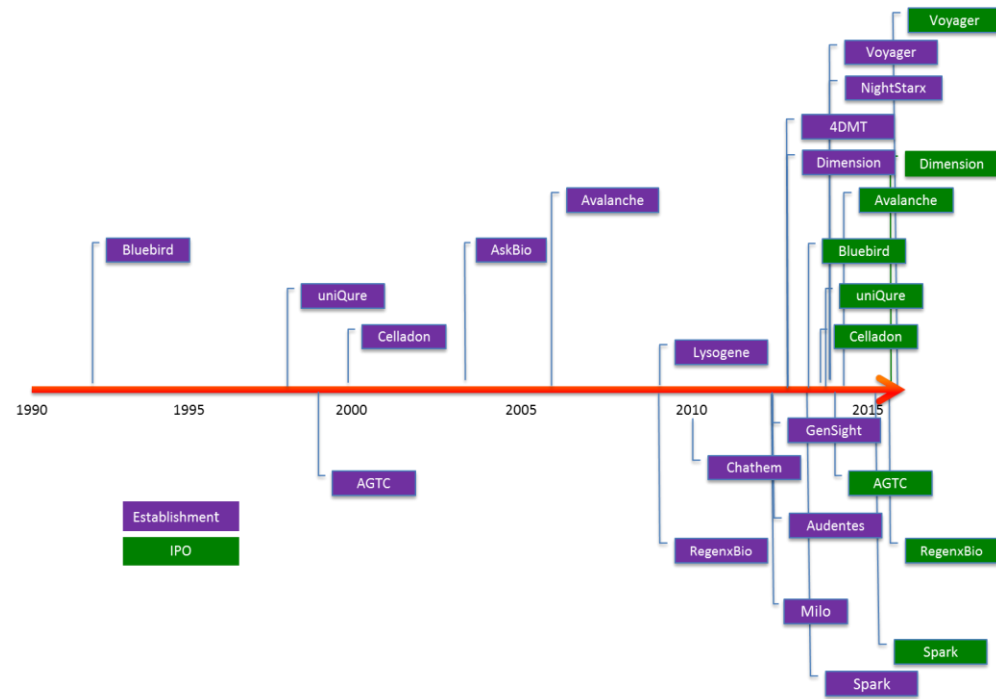 Voyager
Voyager
NightStarx
4DMT
Dimension
Dimension
Avalanche
Avalanche
Bluebird
AskBio
Bluebird
uniQure
uniQure
Celladon
Celladon
Lysogene
1990
1995
2000
2005
2010
2015
GenSight
Chathem
AGTC
AGTC
Establishment
Audentes
IPO
RegenxBio
RegenxBio
Milo
Spark
Spark